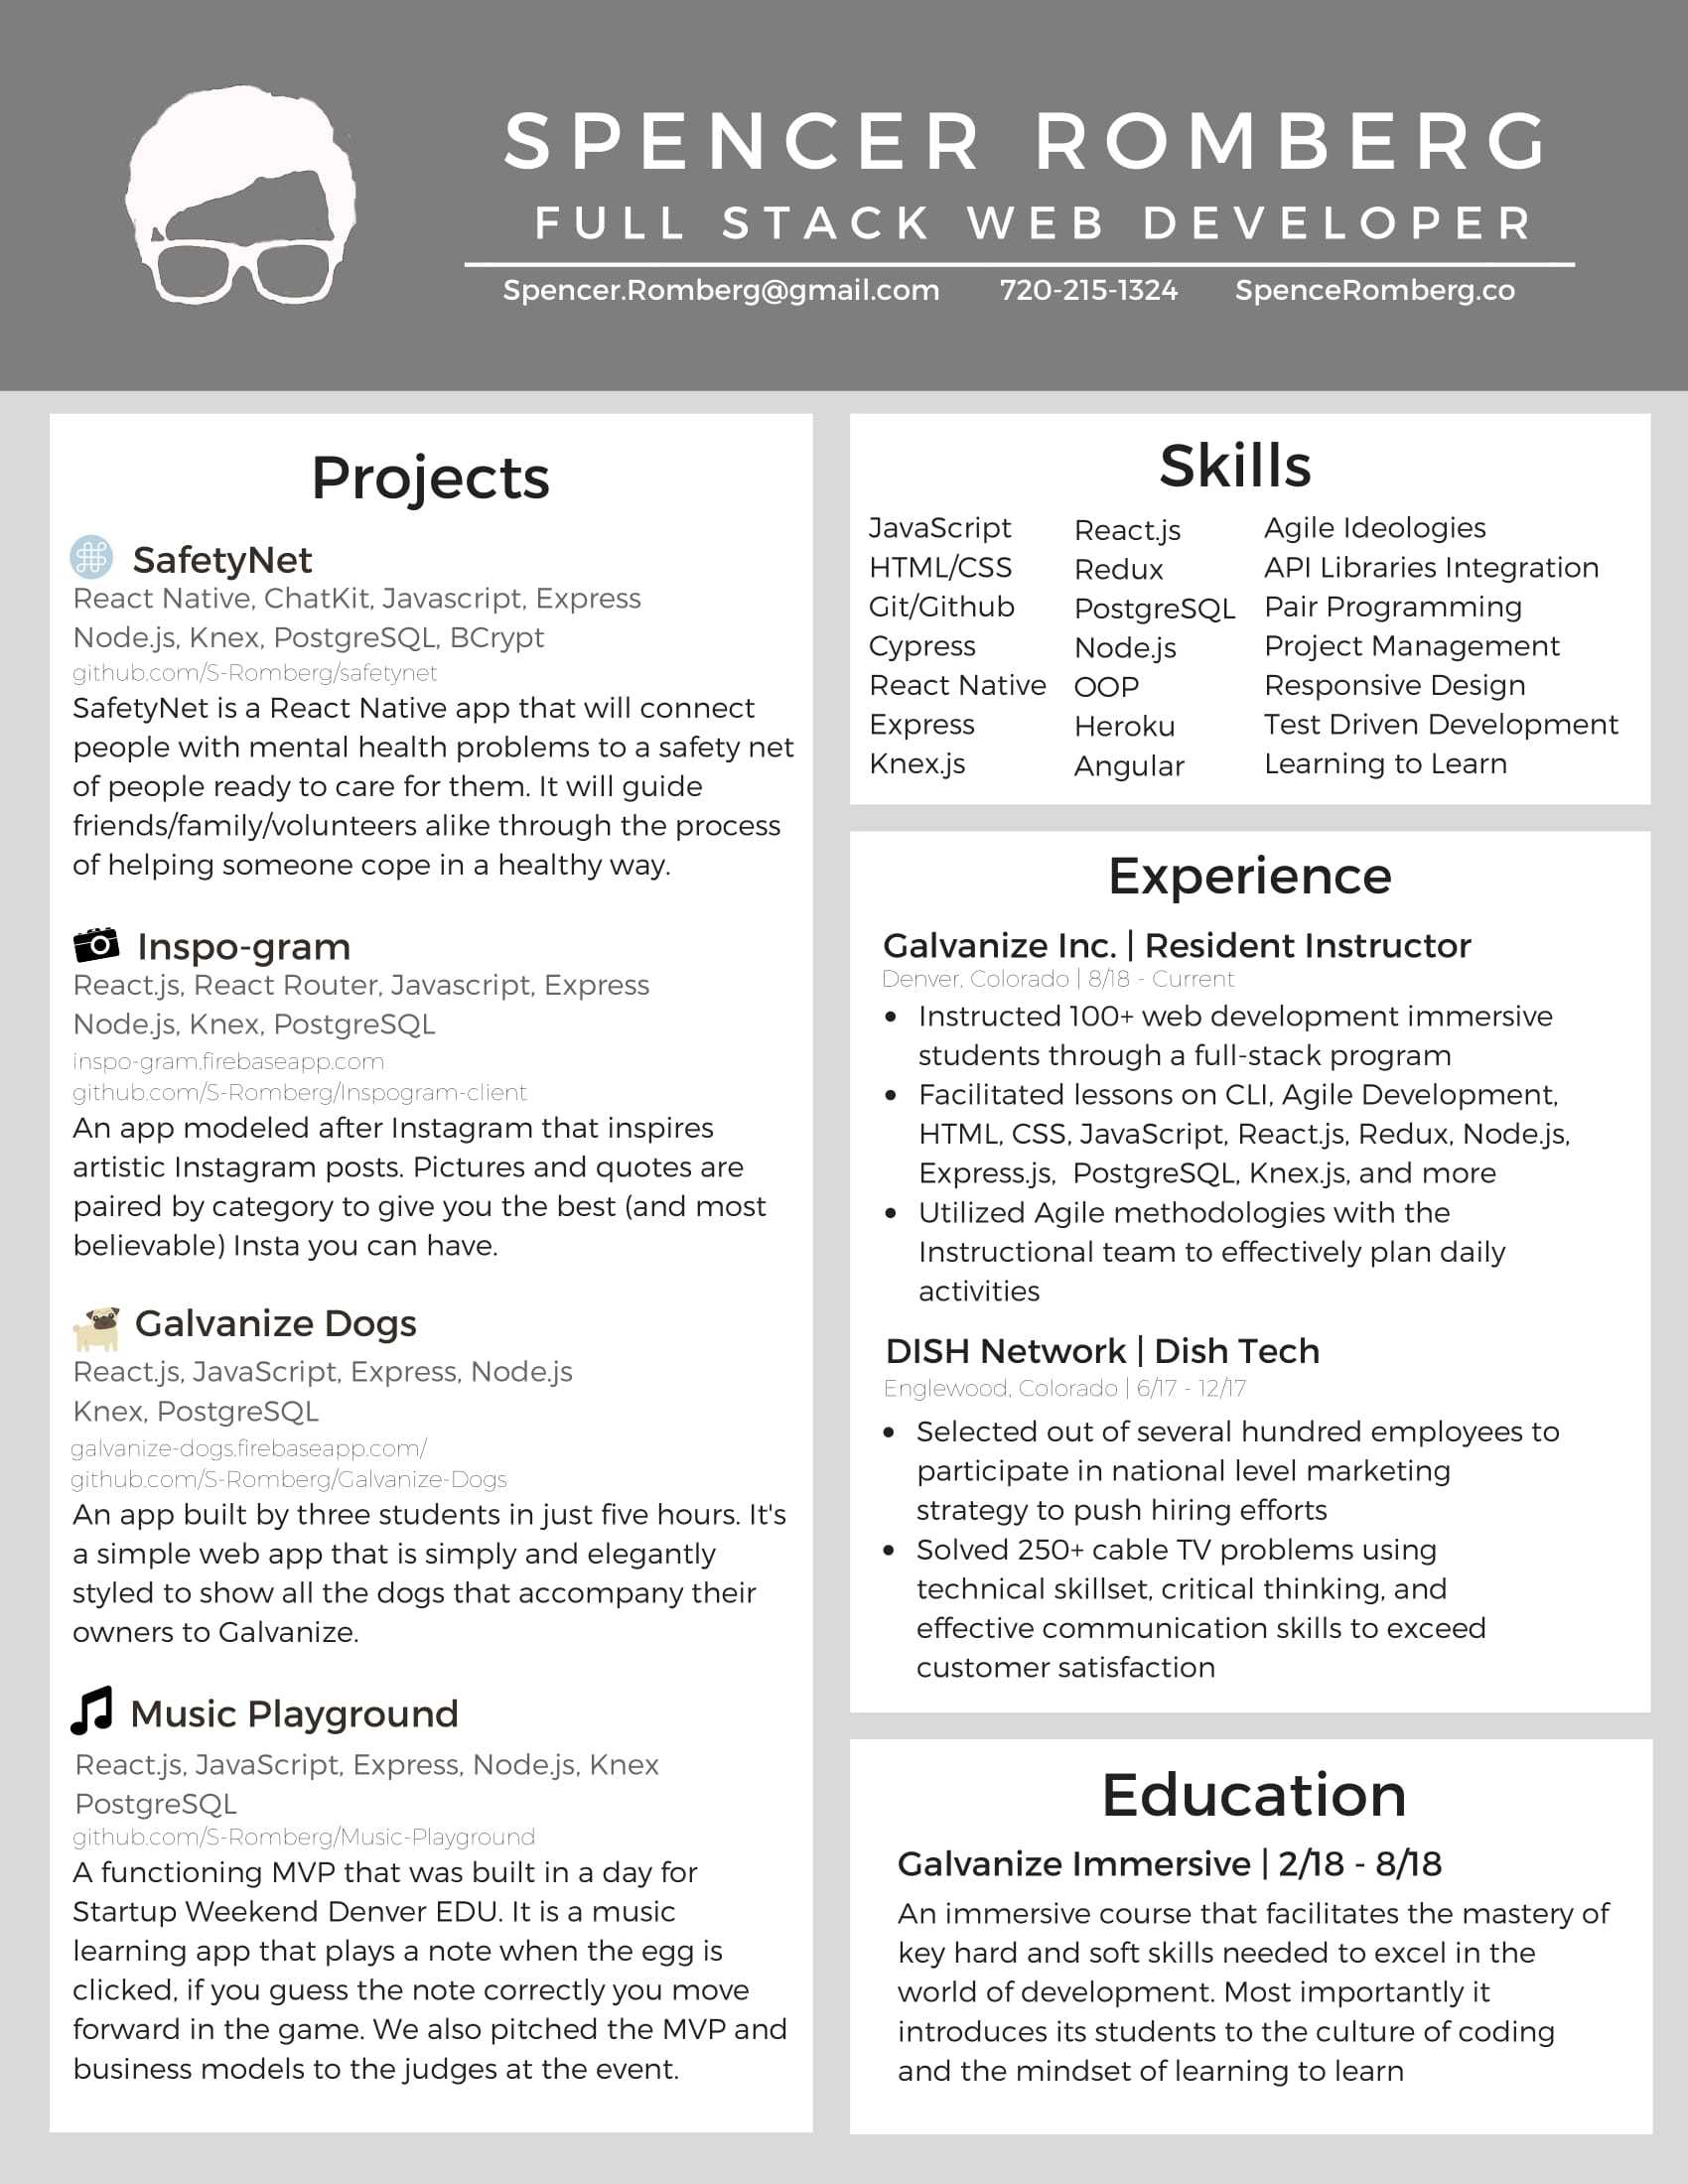 SPENCER ROMBERG
FULL STACK WEB DEVELOPER
Spencer.Romberg@gmail.com 720-215-1324 SpenceRomberg.co
Projects
SafetyNet
React Native, ChatKit, Javascript, Express
Node.js, Knex, PostgreSQL, BCrypt
github.com/S-Romberg/safetynet
SafetyNet is a React Native app that will connect
people with mental health problems to a safety net
of people ready to care for them. It will guide
friends/family/volunteers alike through the process
of helping someone cope in a healthy way.
Inspo-gram
React.js, React Router, Javascript, Express
Node.js, Knex, PostgreSQL
inspo-gram.firebaseapp.com
github.com/S-Romberg/Inspogram-client
An app modeled after Instagram that inspires
artistic Instagram posts. Pictures and quotes are
paired by category to give you the best (and most
believable) Insta you can have.
Galvanize Dogs
React.js, JavaScript, Express, Node.js
Knex, PostgreSQL
galvanize-dogs.firebaseapp.com/
github.com/S-Romberg/Galvanize-Dogs
An app built by three students in just five hours. It's
a simple web app that is simply and elegantly
styled to show all the dogs that accompany their
owners to Galvanize.
Music Playground
React.js, JavaScript, Express, Node.js, Knex
PostgreSQL
github.com/S-Romberg/Music-Playground
A functioning MVP that was built in a day for
Startup Weekend Denver EDU. It is a music
learning app that plays a note when the egg is
clicked, if you guess the note correctly you move
forward in the game. We also pitched the MVP and
business models to the judges at the event.
Skills
JavaScript
HTML/CSS
Git/Github
Cypress
React Native
Express
Knex.js
React.js
Redux
PostgreSQL
Node.js
OOP
Heroku
Angular
Agile Ideologies
API Libraries Integration
Pair Programming
Project Management
Responsive Design
Test Driven Development
Learning to Learn
Experience
Galvanize Inc. | Resident Instructor
Denver, Colorado | 8/18 - Current
• Instructed 100+ web development immersive
students through a full-stack program
• Facilitated lessons on CLI, Agile Development,
HTML, CSS, JavaScript, React.js, Redux, Node.js,
Express.js, PostgreSQL, Knex.js, and more
• Utilized Agile methodologies with the
Instructional team to effectively plan daily
activities
DISH Network | Dish Tech
Englewood, Colorado | 6/17 - 12/17
• Selected out of several hundred employees to
participate in national level marketing
strategy to push hiring efforts
• Solved 250+ cable TV problems using
technical skillset, critical thinking, and
effective communication skills to exceed
customer satisfaction
Education
Galvanize Immersive | 2/18 - 8/18
An immersive course that facilitates the mastery of
key hard and soft skills needed to excel in the
world of development. Most importantly it
introduces its students to the culture of coding
and the mindset of learning to learn